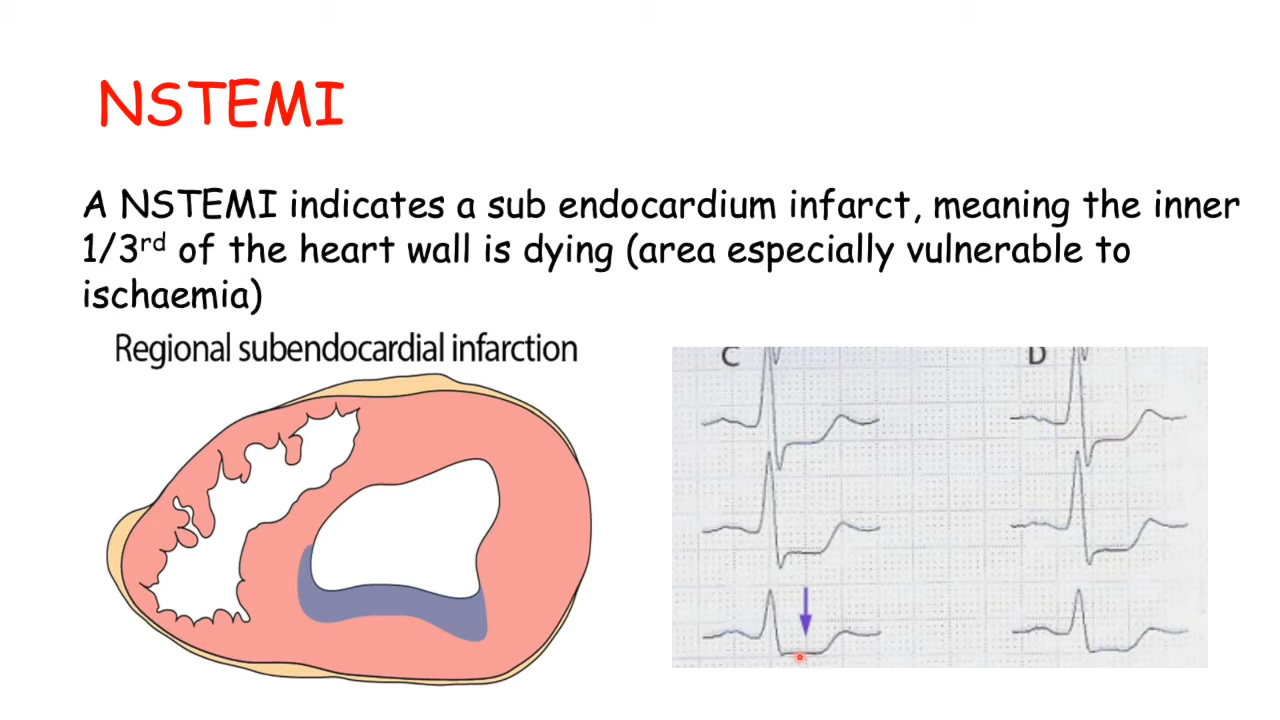 NSTEMI
A NSTEMI indicates a sub endocardium infarct, meaning the inner
1/3rd of the heart wall is dying (area especially vulnerable to
ischaemia)
Regional subendocardial infarction
C D